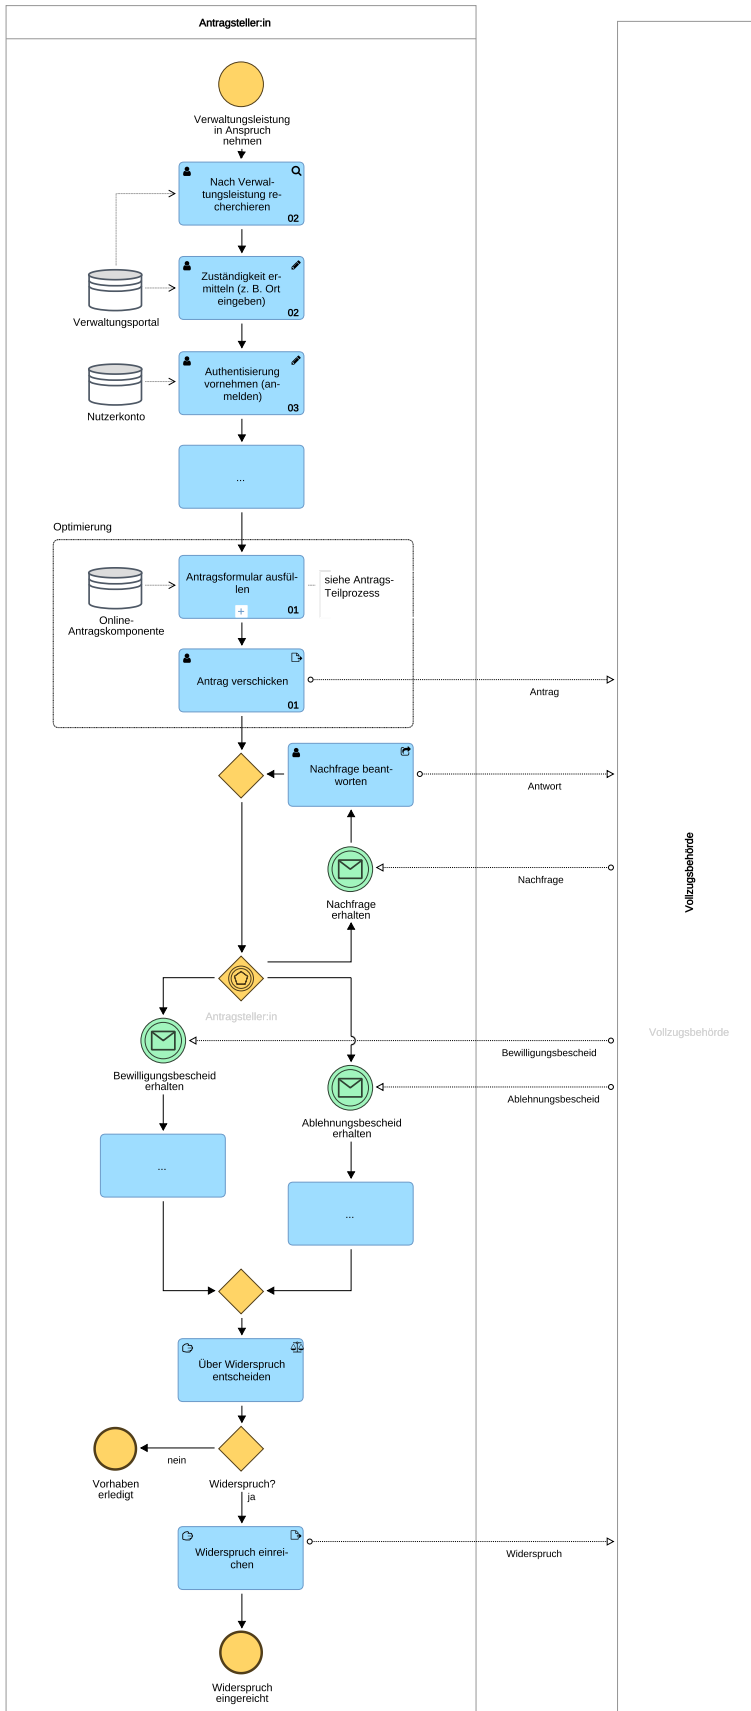 Antragsteller:in
Verwaltungsleistung
in Anspruch
nehmen
Nach Verwal-
tungsleistung re-
cherchieren
02
Zuständigkeit er-
mitteln (z. B. Ort
eingeben)
02
Verwaltungsportal
Authentisierung
vornehmen (an-
melden)
03
Nutzerkonto
...
Optimierung
Antragsformular ausfül-
len
+
01
siehe Antrags-
Teilprozess
Online-
Antragskomponente
Antrag verschicken
01
Antrag
Nachfrage beant-
worten
Antwort
Vollzugsbehörde
Nachfrage
Nachfrage
erhalten
Antragsteller:in
Vollzugsbehörde
Bewilligungsbescheid
Bewilligungsbescheid
erhalten
Ablehnungsbescheid
Ablehnungsbescheid
erhalten
...
...
Über Widerspruch
entscheiden
nein
Vorhaben
erledigt
Widerspruch?
ja
Widerspruch einrei-
chen
Widerspruch
Widerspruch
eingereicht